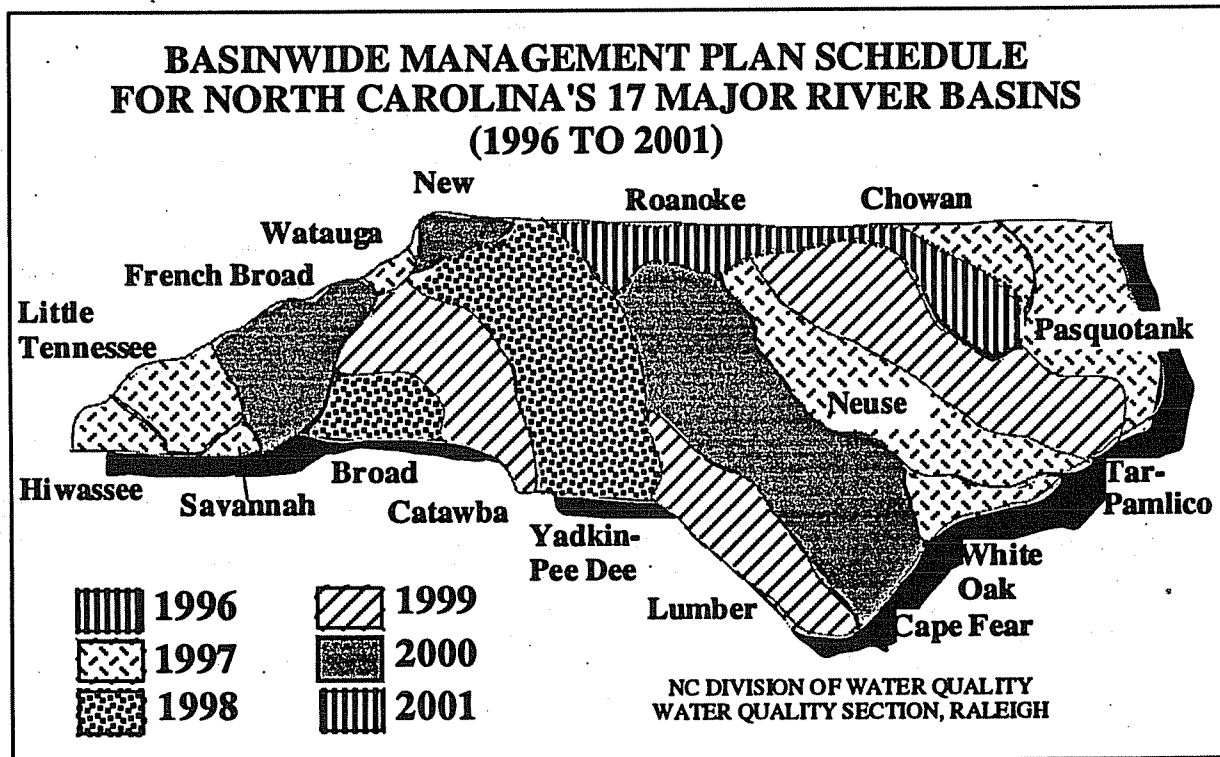 BASINWIDE MANAGEMENT PLAN SCHEDULE
FOR NORTH CAROLINA'S 17 MAJOR RIVER BASINS
(1996 TO 2001)
New
Roanoke
Chowan
Watauga
French Broad
Little
Tennessee
Pasquotank
Neuse
Hiwassee
Savannah
Broad
Catawba
Yadkin-
Pee Dee
Tar-
Pamlico
White
Oak
Lumber
Cape Fear
1996
1997
1998
1999
2000
2001
NC DIVISION OF WATER QUALITY
WATER QUALITY SECTION, RALEIGH